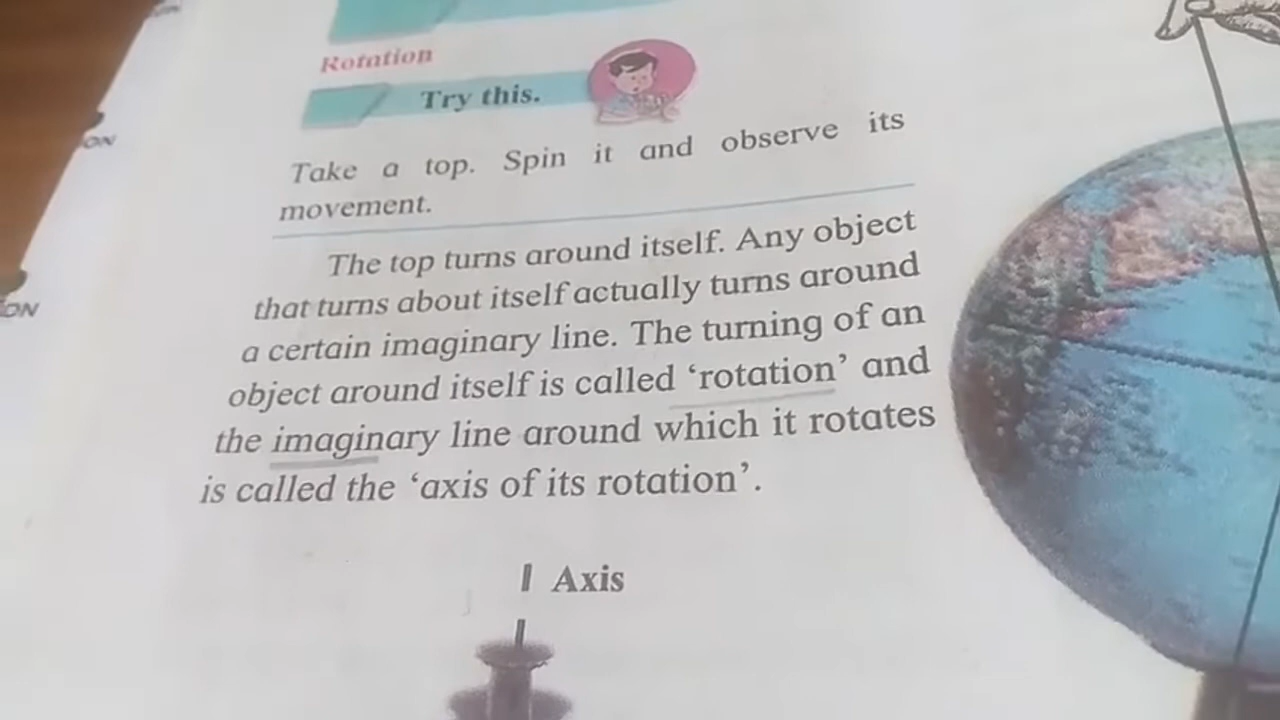 Rotation
Try this.
Take a top. Spin it and observe its
movement.
The top turns around itself. Any object
that turns about itself actually turns around
a certain imaginary line. The turning of an
object around itself is called ‘rotation’ and
the imaginary line around which it rotates
is called the ‘axis of its rotation’.
Axis
ON
ON